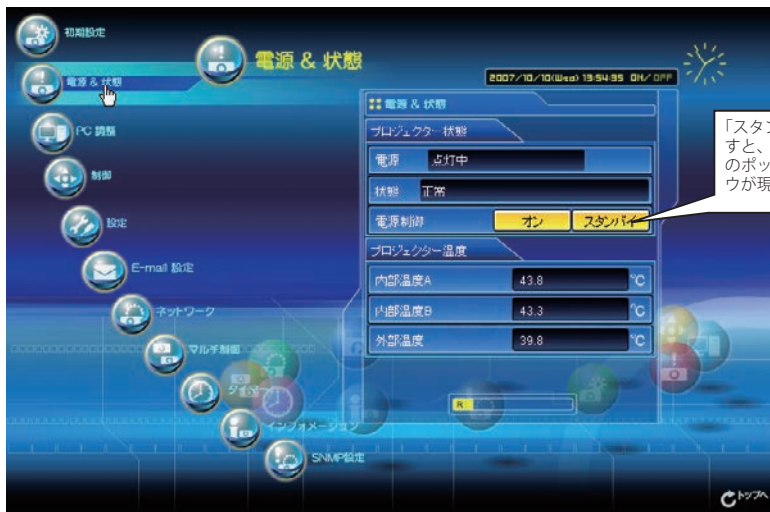 初期設定
電源 & 状態
電源 & 状態
PC 調整
制御
設定
E-mail 設定
ネットワーク
マルチ制御
タイマー
インフォメーション
SNMP設定
2007/10/10(Wed) 19:54:35 ON/OFF
電源 & 状態
プロジェクター状態
電源 点灯中
状態 正常
電源制御 オン スタンバイ
プロジェクター温度
内部温度A 43.8 °C
内部温度B 43.3 °C
外部温度 39.8 °C
R
「スタン
すと、
のポッ
ウが現
トップへ